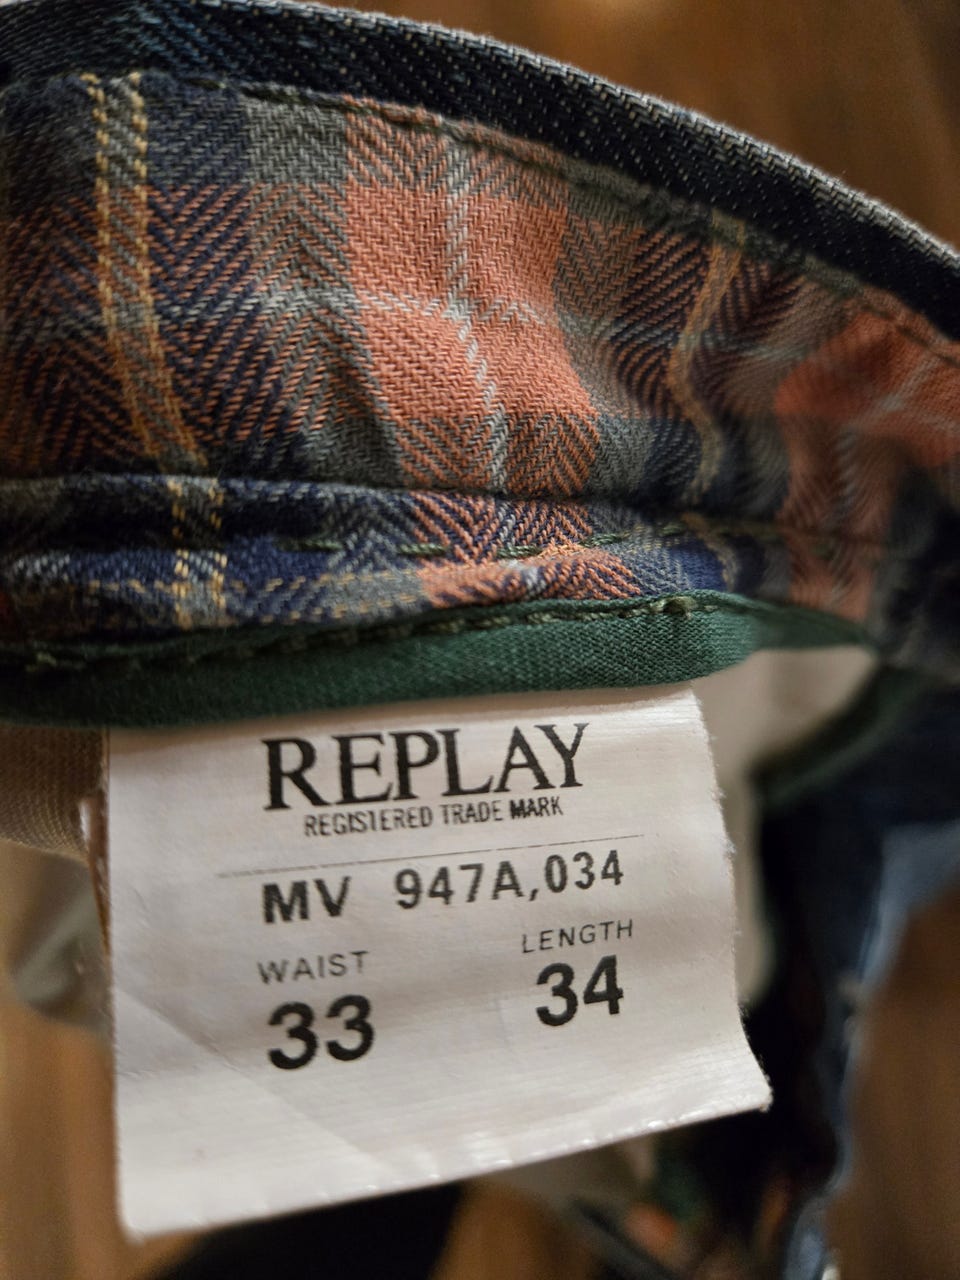 REPLAY
REGISTERED TRADE MARK
MV 947A,034
WAIST LENGTH
33 34